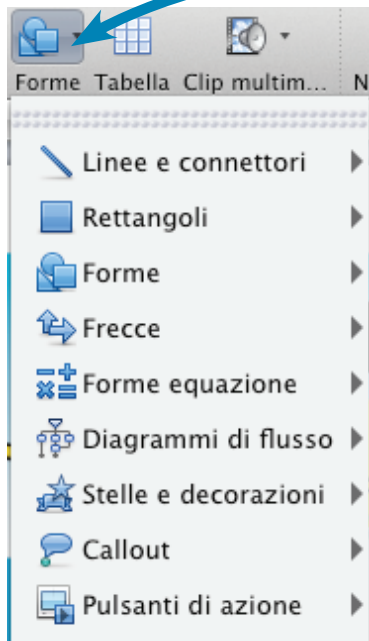 Forme Tabella Clip multim... N
Linee e connettori
Rettangoli
Forme
Frecce
Forme equazione
Diagrammi di flusso
Stelle e decorazioni
Callout
Pulsanti di azione